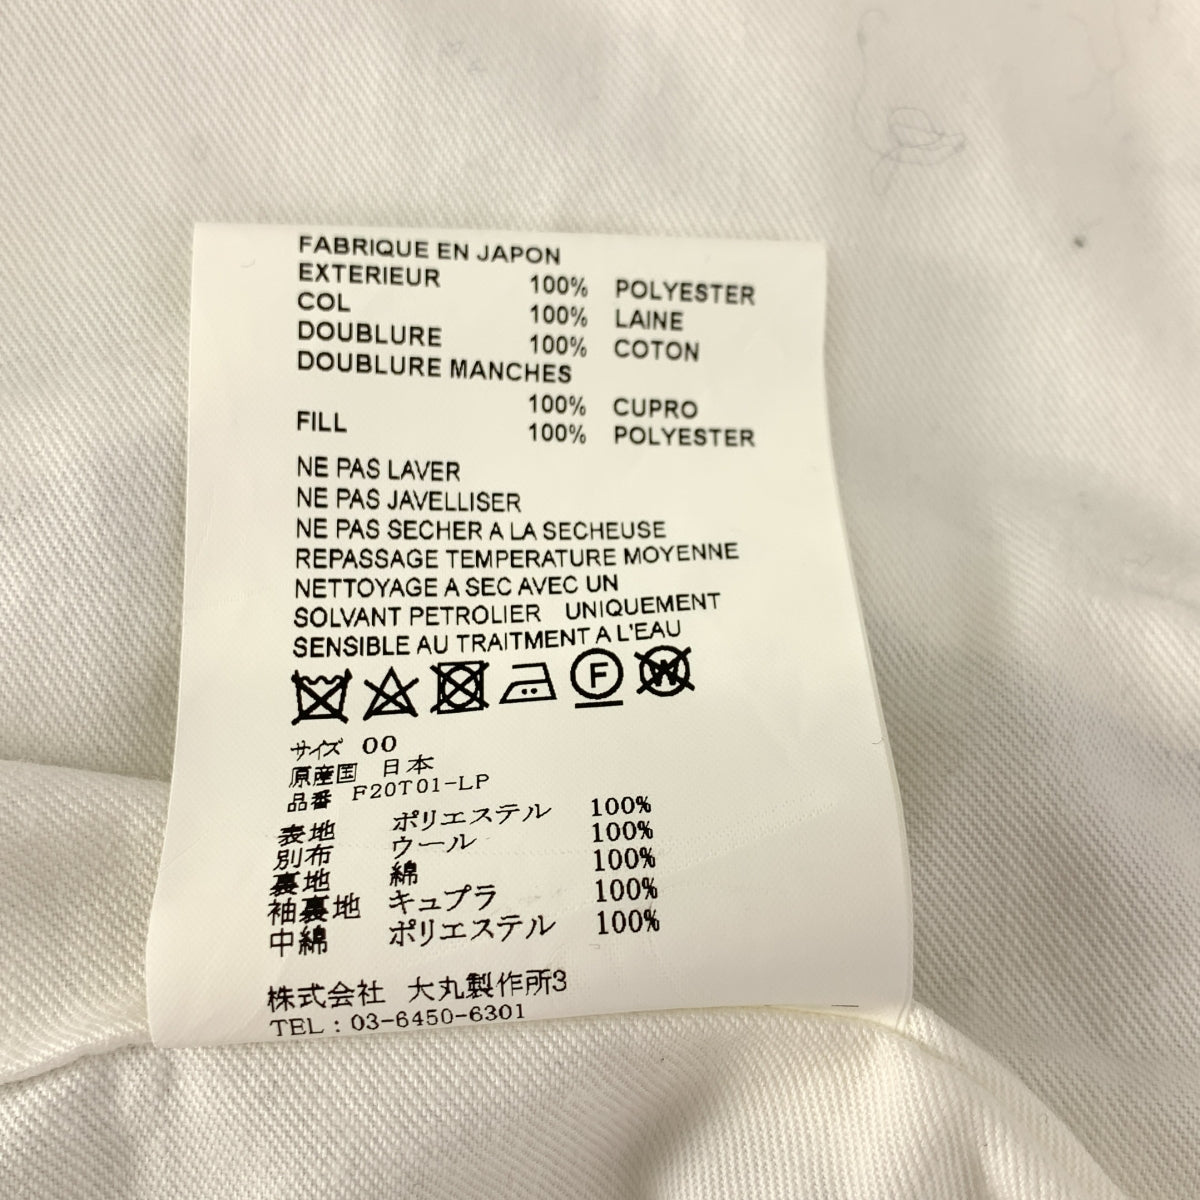 FABRIQUE EN JAPON
EXTERIEUR 100% POLYESTER
COL 100% LAINE
DOUBLURE 100% COTON
DOUBLURE MANCHES
100% CUPRO
FILL 100% POLYESTER
NE PAS LAVER
NE PAS JAVELLISER
NE PAS SECHER A LA SECHEUSE
REPASSAGE TEMPERATURE MOYENNE
NETTOYAGE A SEC AVEC UN
SOLVANT PETROLIER UNIQUEMENT
SENSIBLE AU TRAITMENT A L'EAU
F W
サイズ 00
原産国 日本
品番 F20T01-LP
表地 ポリエステル 100%
別布 ウール 100%
裏地 綿 100%
袖裏地 キュプラ 100%
中綿 ポリエステル 100%
株式会社 大丸製作所3
TEL : 03-6450-6301